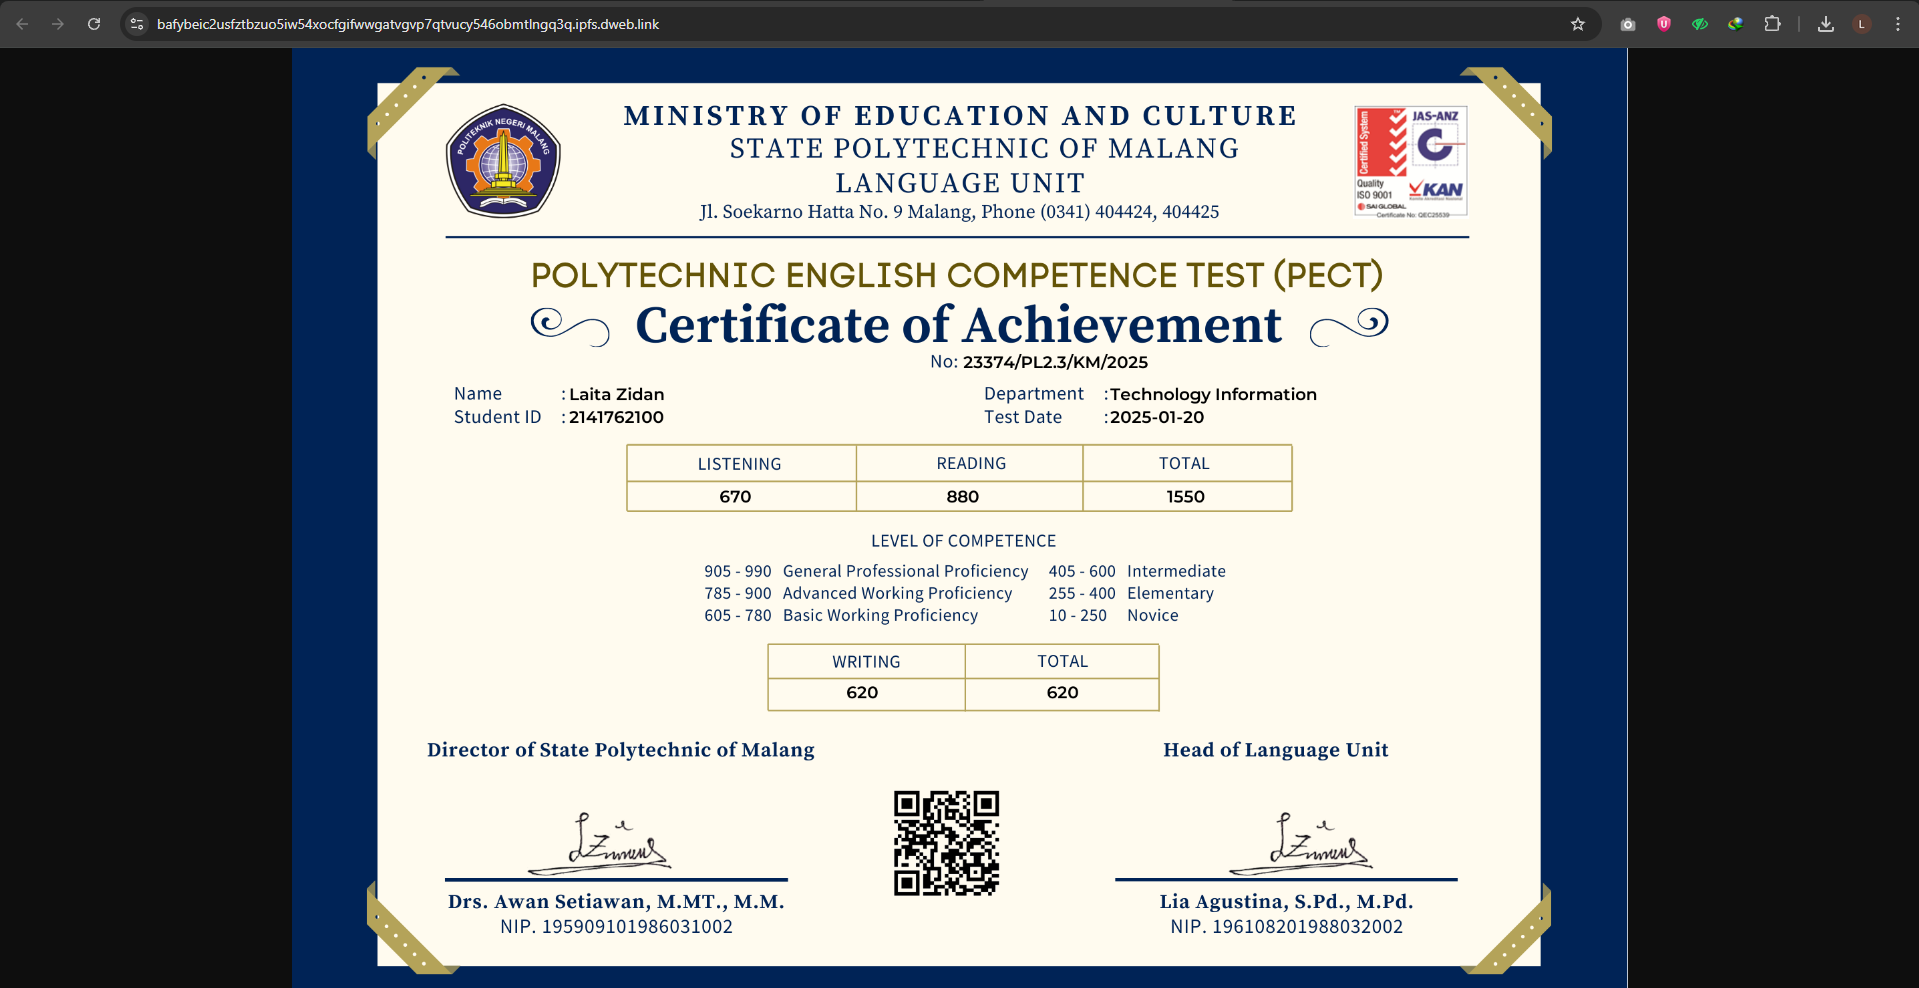 bafybeic2usfztbzuo5iw54xocfgifwwgatvgvp7qtvucy546obmtlngq3q.ipfs.dweb.link
L
POLITEKNIK NEGERI MALANG
MINISTRY OF EDUCATION AND CULTURE
STATE POLYTECHNIC OF MALANG
LANGUAGE UNIT
Jl. Soekarno Hatta No. 9 Malang, Phone (0341) 404424, 404425
Certified System
JAS-ANZ
Quality
ISO 9001
KAN
SAI GLOBAL
Certificate No: QEC25539
POLYTECHNIC ENGLISH COMPETENCE TEST (PECT)
Certificate of Achievement
No: 23374/PL2.3/KM/2025
Name : Laita Zidan Department :Technology Information
Student ID : 2141762100 Test Date :2025-01-20
LISTENING READING TOTAL
670 880 1550
LEVEL OF COMPETENCE
905 - 990 General Professional Proficiency 405 - 600 Intermediate
785 - 900 Advanced Working Proficiency 255 - 400 Elementary
605 - 780 Basic Working Proficiency 10 - 250 Novice
WRITING TOTAL
620 620
Director of State Polytechnic of Malang Head of Language Unit
Drs. Awan Setiawan, M.MT., M.M. Lia Agustina, S.Pd., M.Pd.
NIP. 195909101986031002 NIP. 196108201988032002